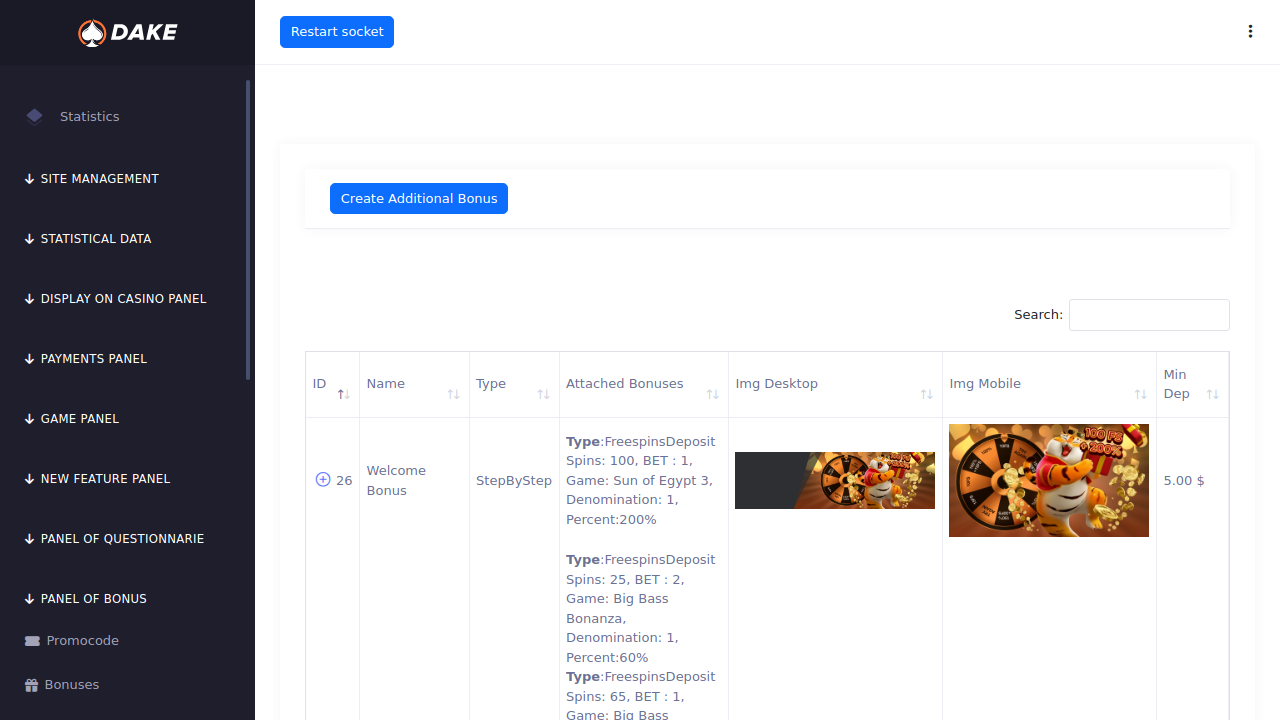 DAKE
Restart socket
Statistics
SITE MANAGEMENT
STATISTICAL DATA
DISPLAY ON CASINO PANEL
PAYMENTS PANEL
GAME PANEL
NEW FEATURE PANEL
PANEL OF QUESTIONNARIE
PANEL OF BONUS
Promocode
Bonuses
Create Additional Bonus
Search:
ID
Name
Type
Attached Bonuses
Img Desktop
Img Mobile
Min
Dep
26
Welcome
Bonus
StepByStep
Type:FreespinsDeposit
Spins: 100, BET : 1,
Game: Sun of Egypt 3,
Denomination: 1,
Percent:200%
Type:FreespinsDeposit
Spins: 25, BET : 2,
Game: Big Bass
Bonanza,
Denomination: 1,
Percent:60%
Type:FreespinsDeposit
Spins: 65, BET : 1,
Game: Big Bass
100 FS
+200%
5.00 $